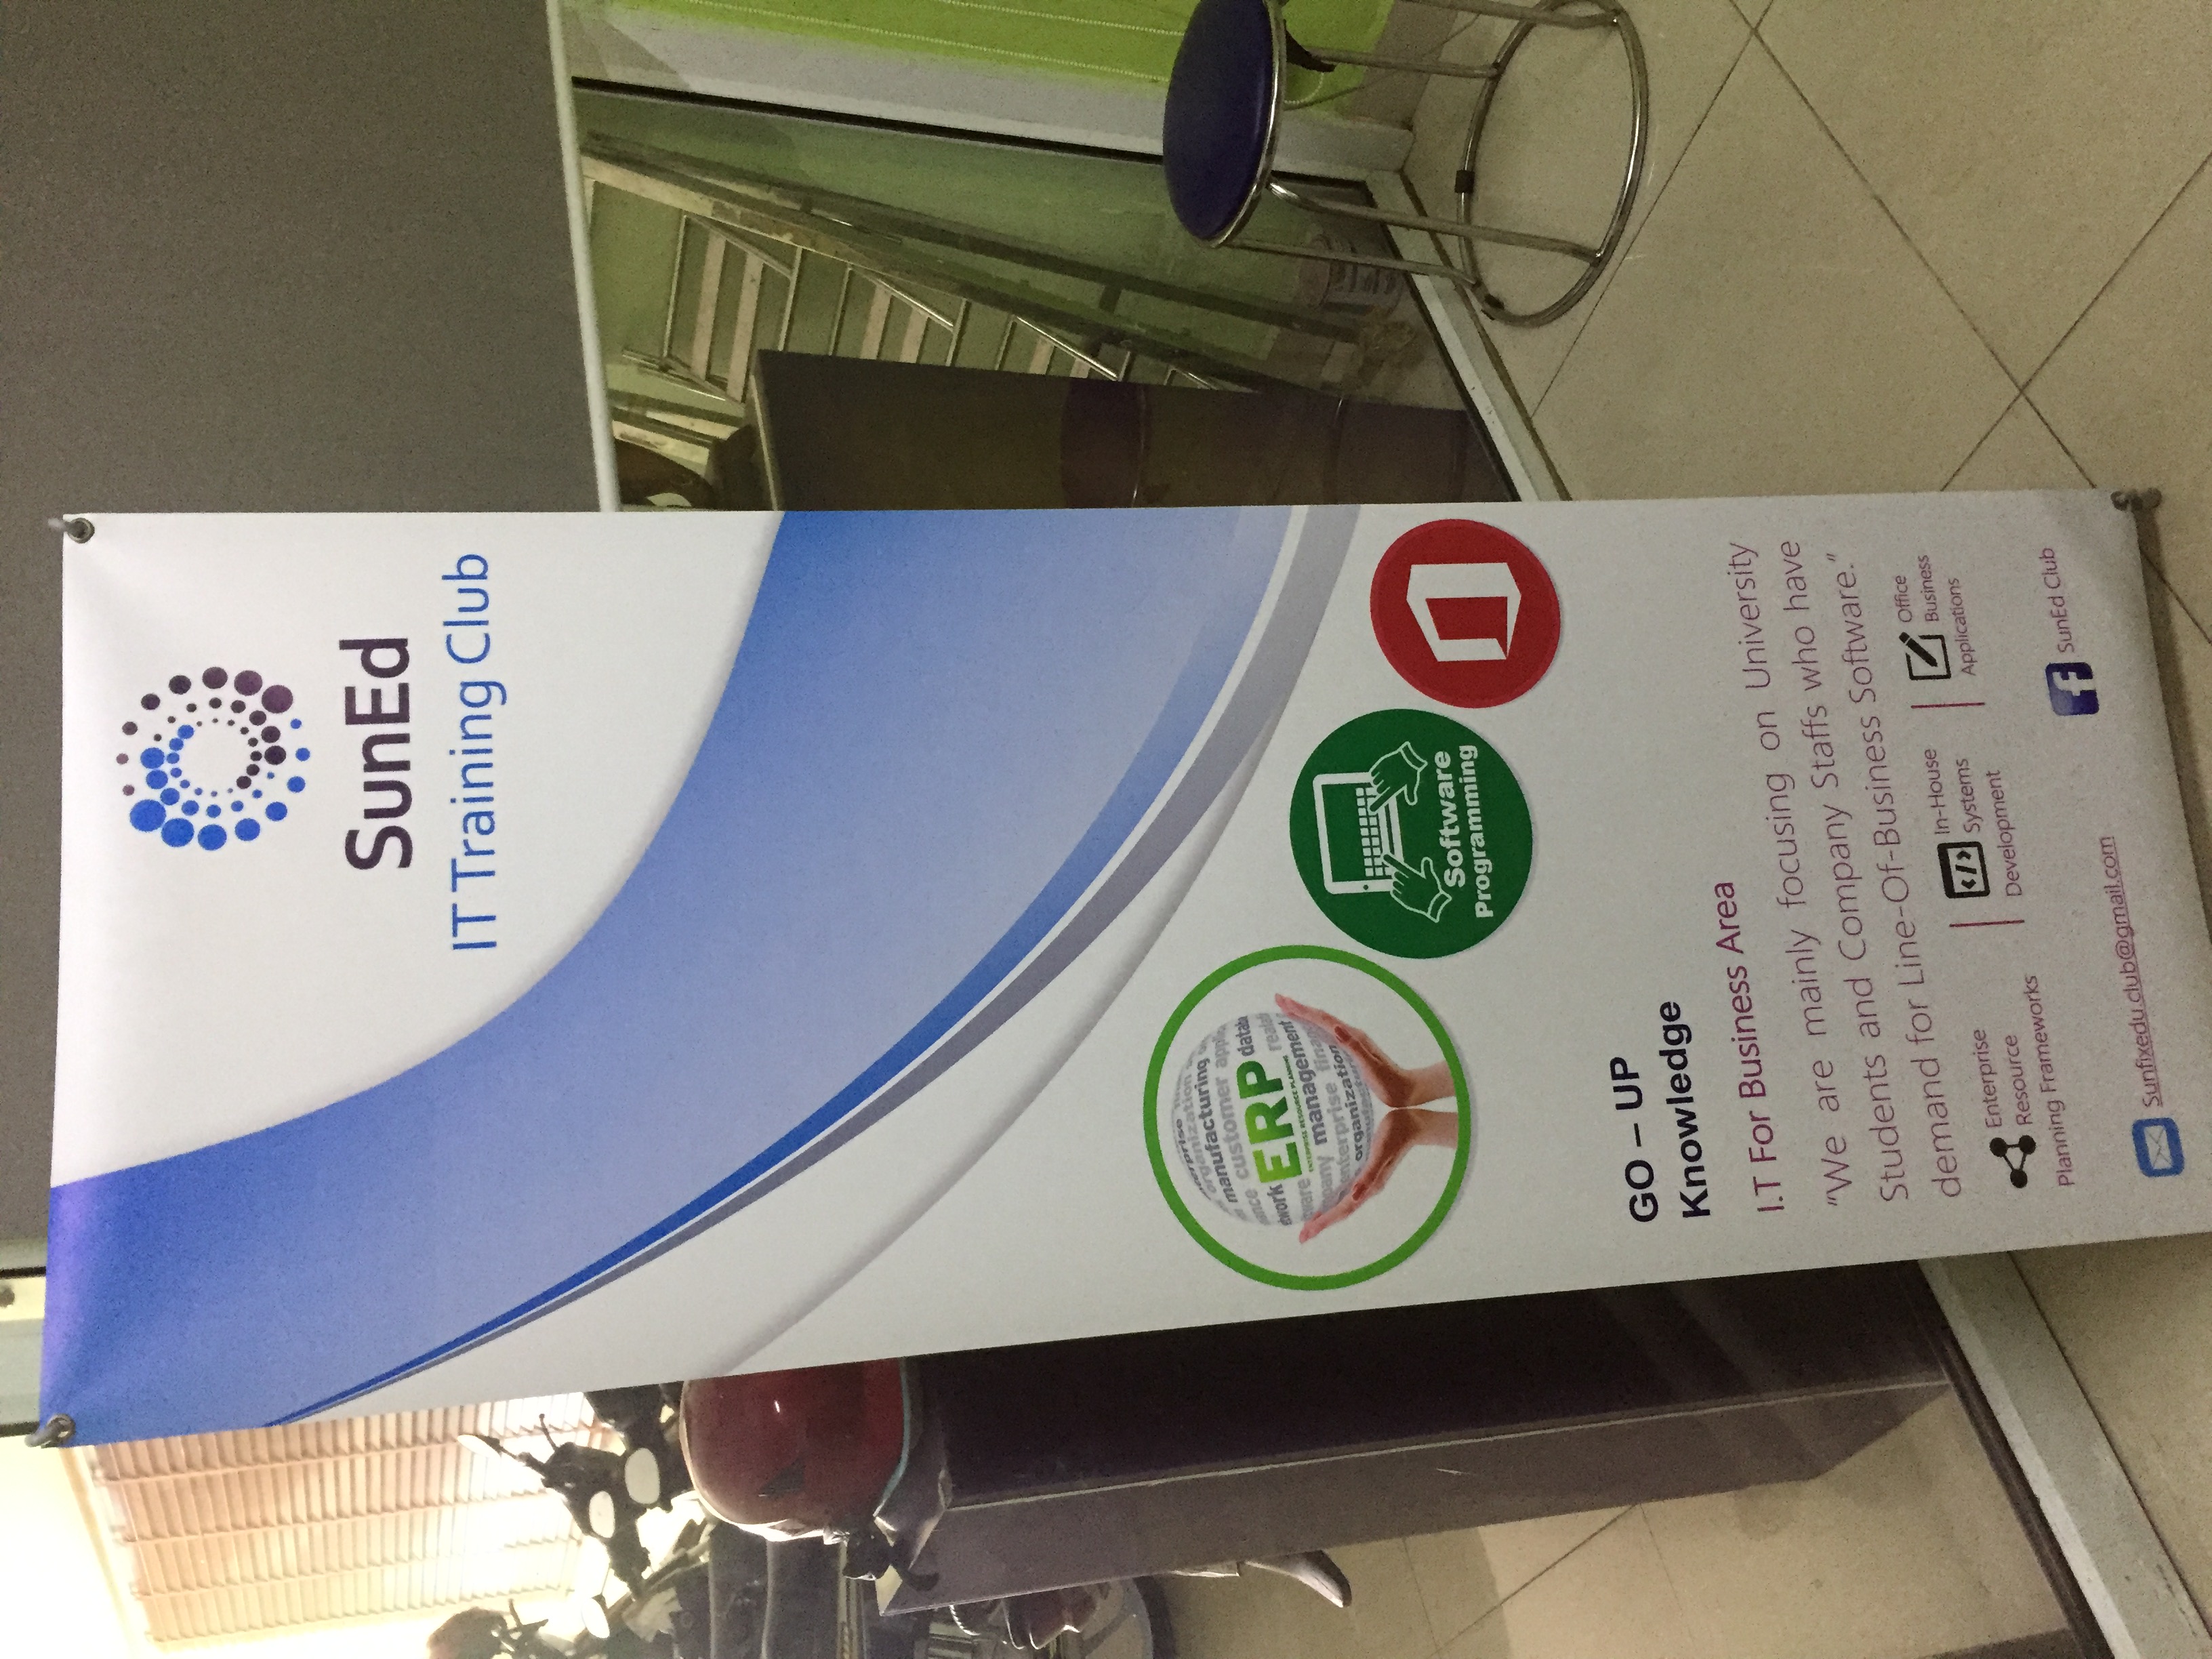 SunEd
IT Training Club
enterprise
organization
manufacturing
customer
ERP
ENTERPRISE RESOURCE PLANNING
management
enterprise
organization
Software
Programming
GO – UP
Knowledge
I.T For Business Area
“We are mainly focusing on University
Students and Company Staffs who have
demand for Line-Of-Business Software.”
Enterprise
Resource
Planning Frameworks
In-House
Systems
Development
Office
Business
Applications
SunEd Club
Sunfixedu.club@gmail.com